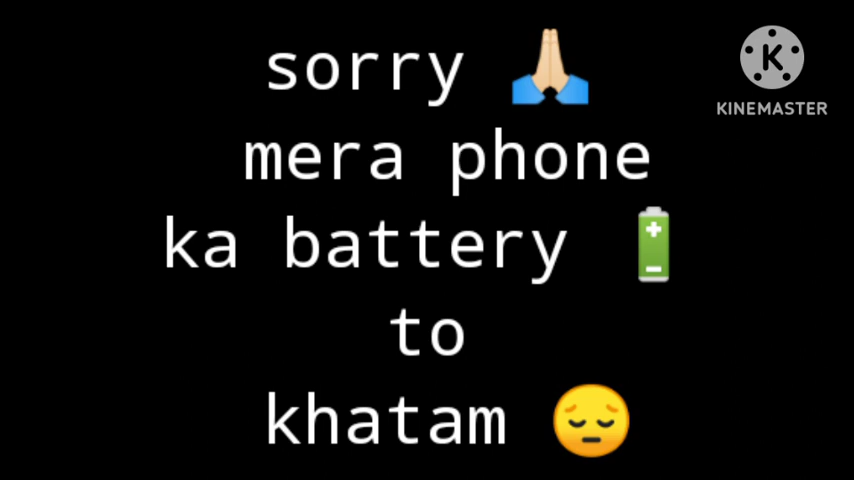 sorry 🙏🏼
mera phone
ka battery 🔋
to
khatam 😔
KINEMASTER